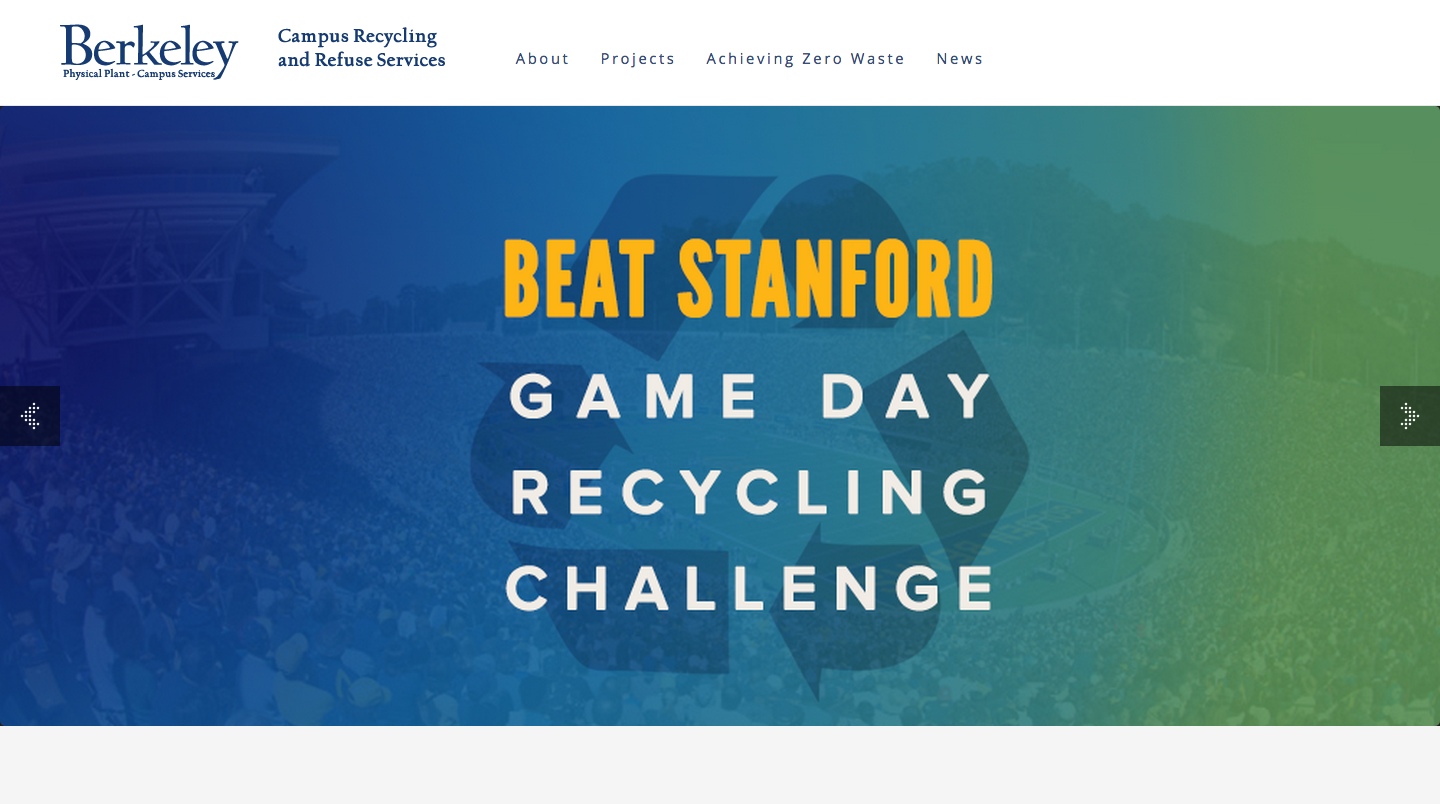 Berkeley
Physical Plant - Campus Services
Campus Recycling
and Refuse Services
About
Projects
Achieving Zero Waste
News
BEAT STANFORD
GAME DAY
RECYCLING
CHALLENGE